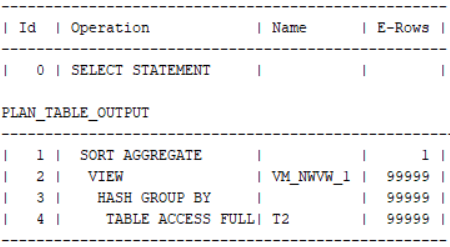 --------------------------------------------------------
| Id  | Operation            | Name     | E-Rows |
--------------------------------------------------------
|   0 | SELECT STATEMENT     |          |        |

PLAN_TABLE_OUTPUT
--------------------------------------------------------
|   1 |  SORT AGGREGATE      |          |      1 |
|   2 |   VIEW               | VM_NWVW_1 |  99999 |
|   3 |    HASH GROUP BY     |          |  99999 |
|   4 |     TABLE ACCESS FULL| T2       |  99999 |
--------------------------------------------------------